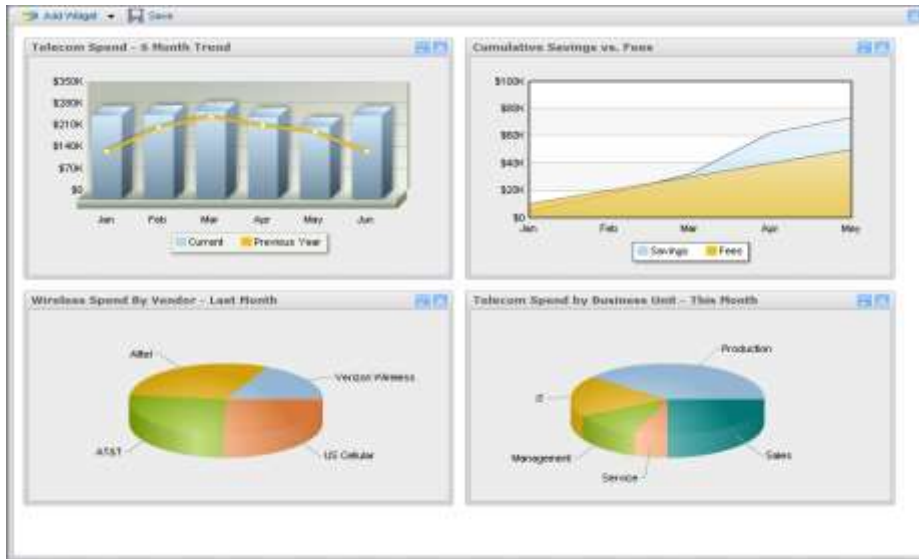 Add Widget Save
Telecom Spend - 6 Month Trend
$350K
$280K
$210K
$140K
$70K
$0
Jan Feb Mar Apr May Jun
Current Previous Year
Cumulative Savings vs. Fees
$100K
$80K
$60K
$40K
$20K
$0
Jan Feb Mar Apr May
Savings Fees
Wireless Spend By Vendor - Last Month
Alltel
Verizon Wireless
AT&T
US Cellular
Telecom Spend by Business Unit - This Month
Production
IT
Management
Sales
Service